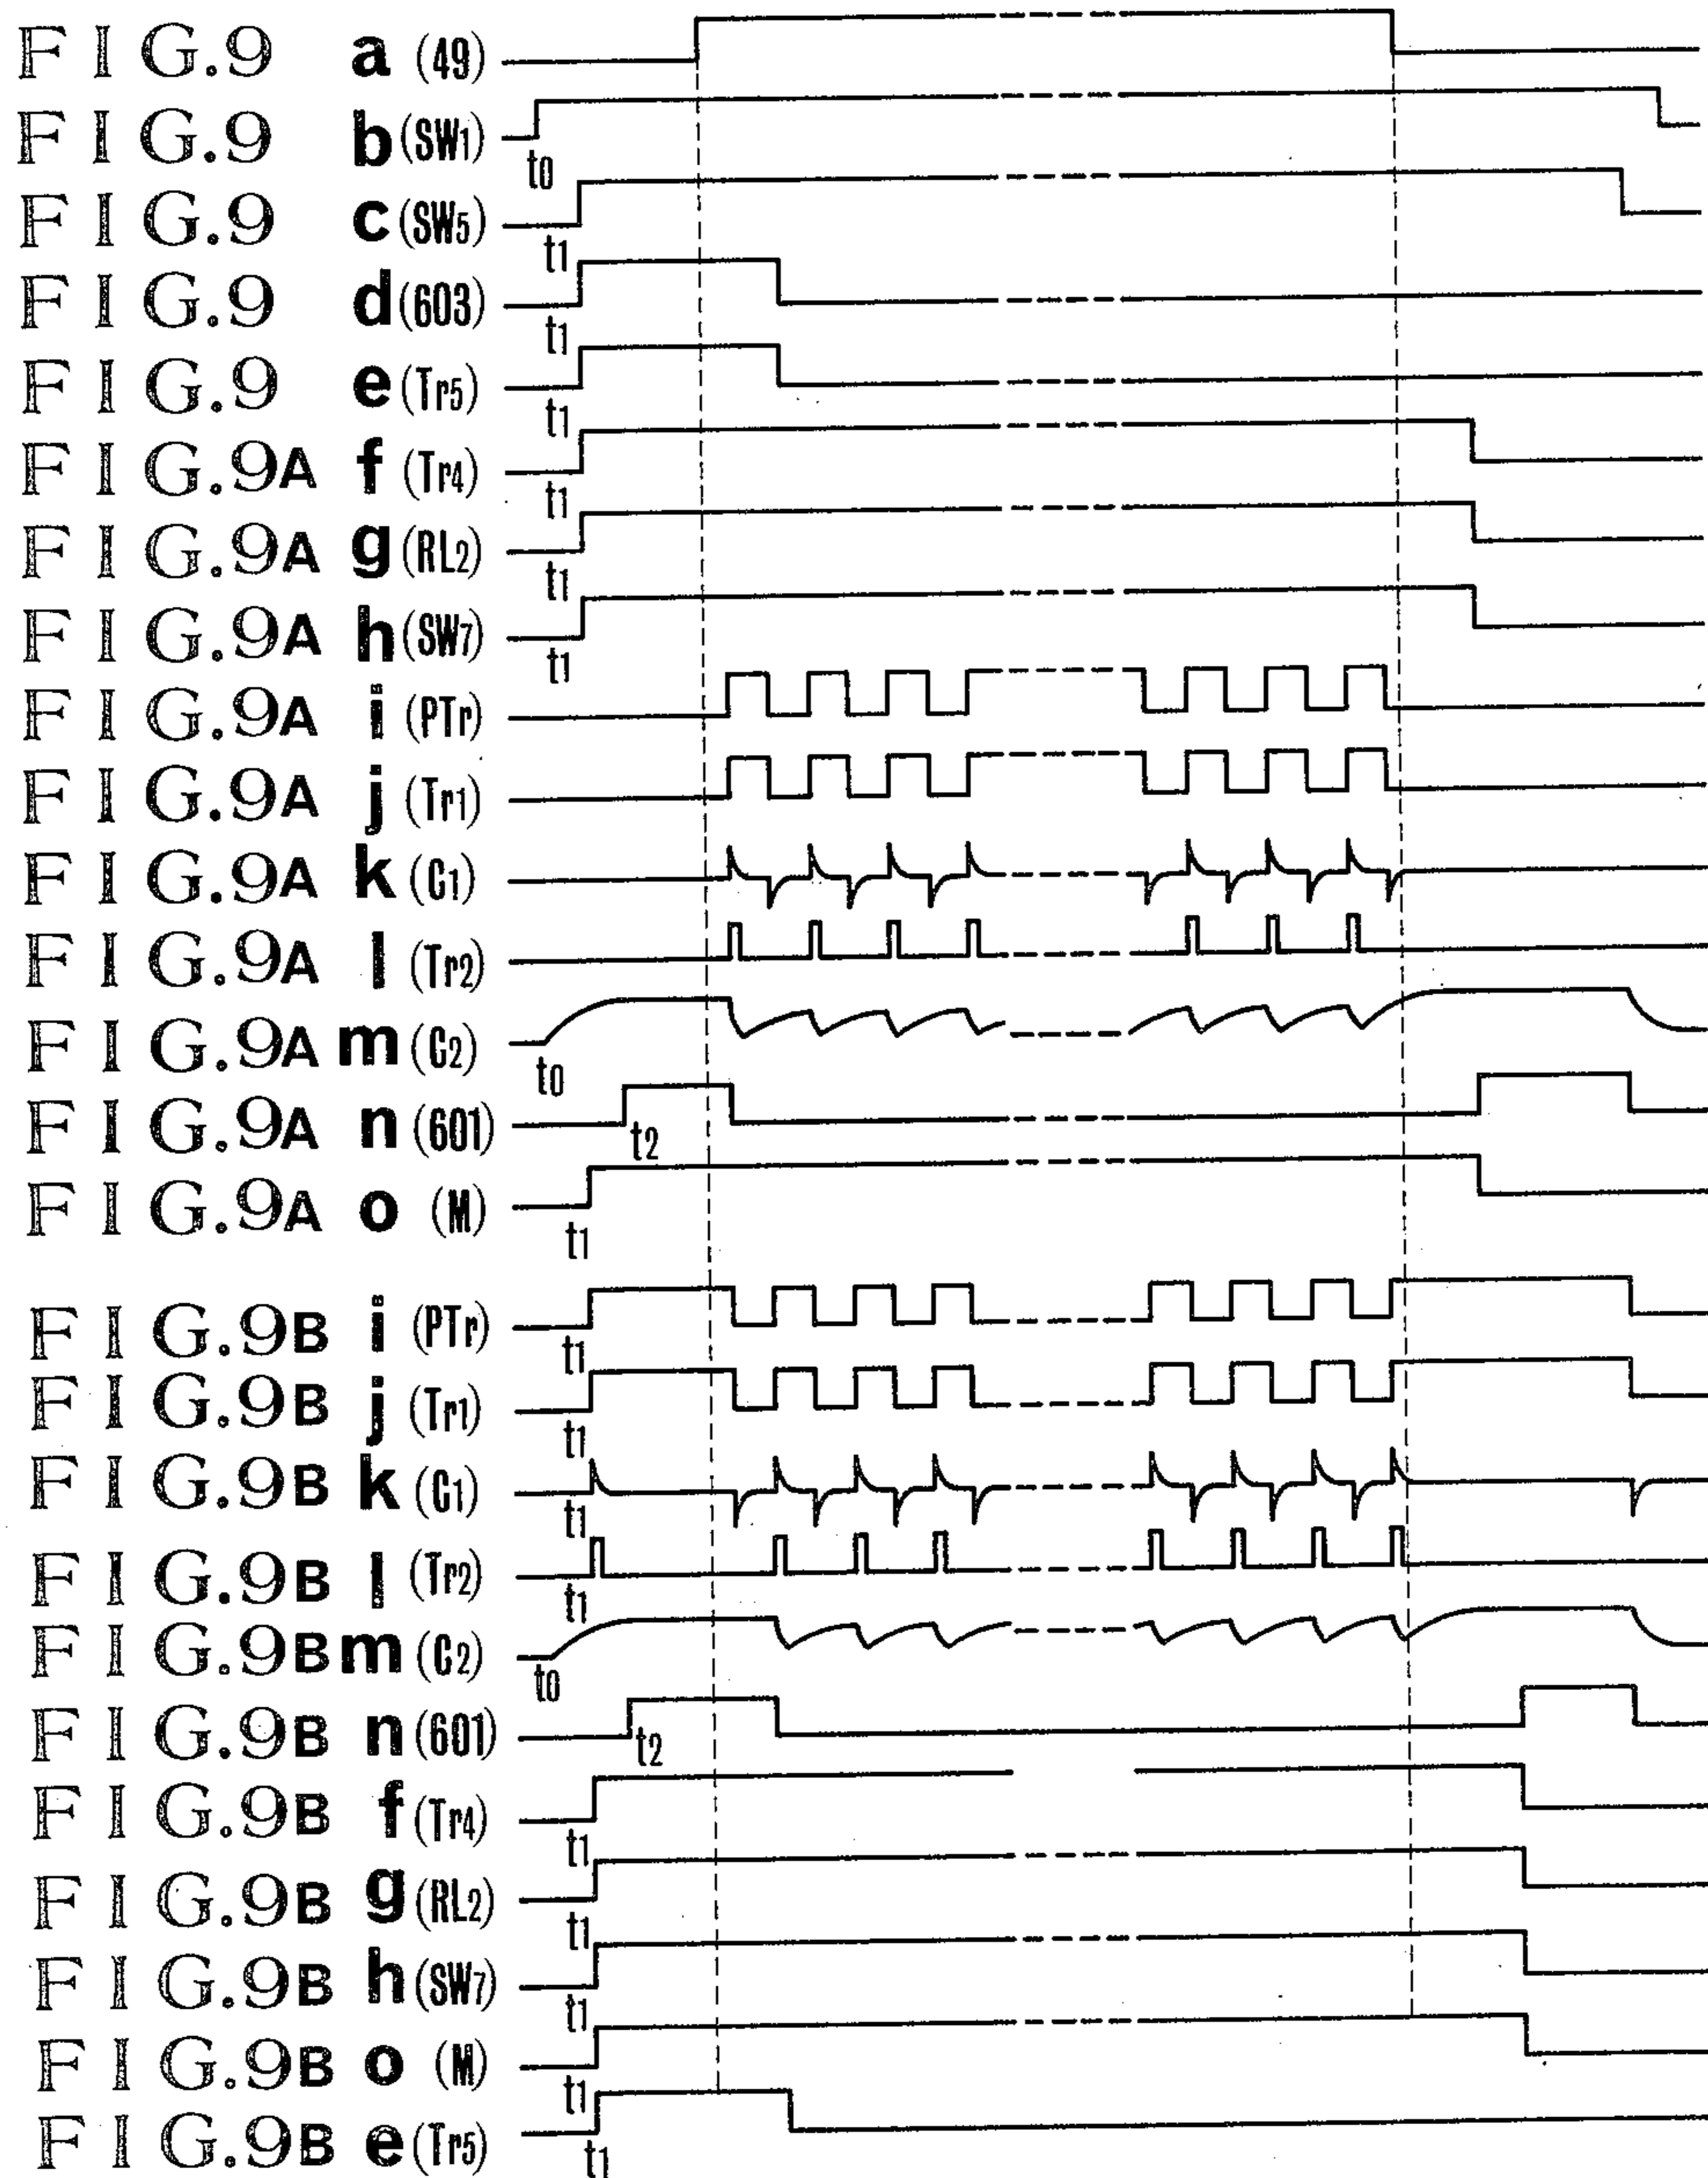 FIG.9 a (49)
FIG.9 b (SW1)
t0
FIG.9 c (SW5)
t1
FIG.9 d (603)
t1
FIG.9 e (Tr5)
t1
FIG.9A f (Tr4)
t1
FIG.9A g (RL2)
t1
FIG.9A h (SW7)
t1
FIG.9A i (PTr)
FIG.9A j (Tr1)
FIG.9A k (C1)
FIG.9A l (Tr2)
FIG.9A m (C2)
t0
FIG.9A n (601)
t2
FIG.9A o (M)
t1
FIG.9B i (PTr)
t1
FIG.9B j (Tr1)
t1
FIG.9B k (C1)
t1
FIG.9B l (Tr2)
t1
FIG.9B m (C2)
t0
FIG.9B n (601)
t2
FIG.9B f (Tr4)
t1
FIG.9B g (RL2)
t1
FIG.9B h (SW7)
t1
FIG.9B o (M)
t1
FIG.9B e (Tr5)
t1